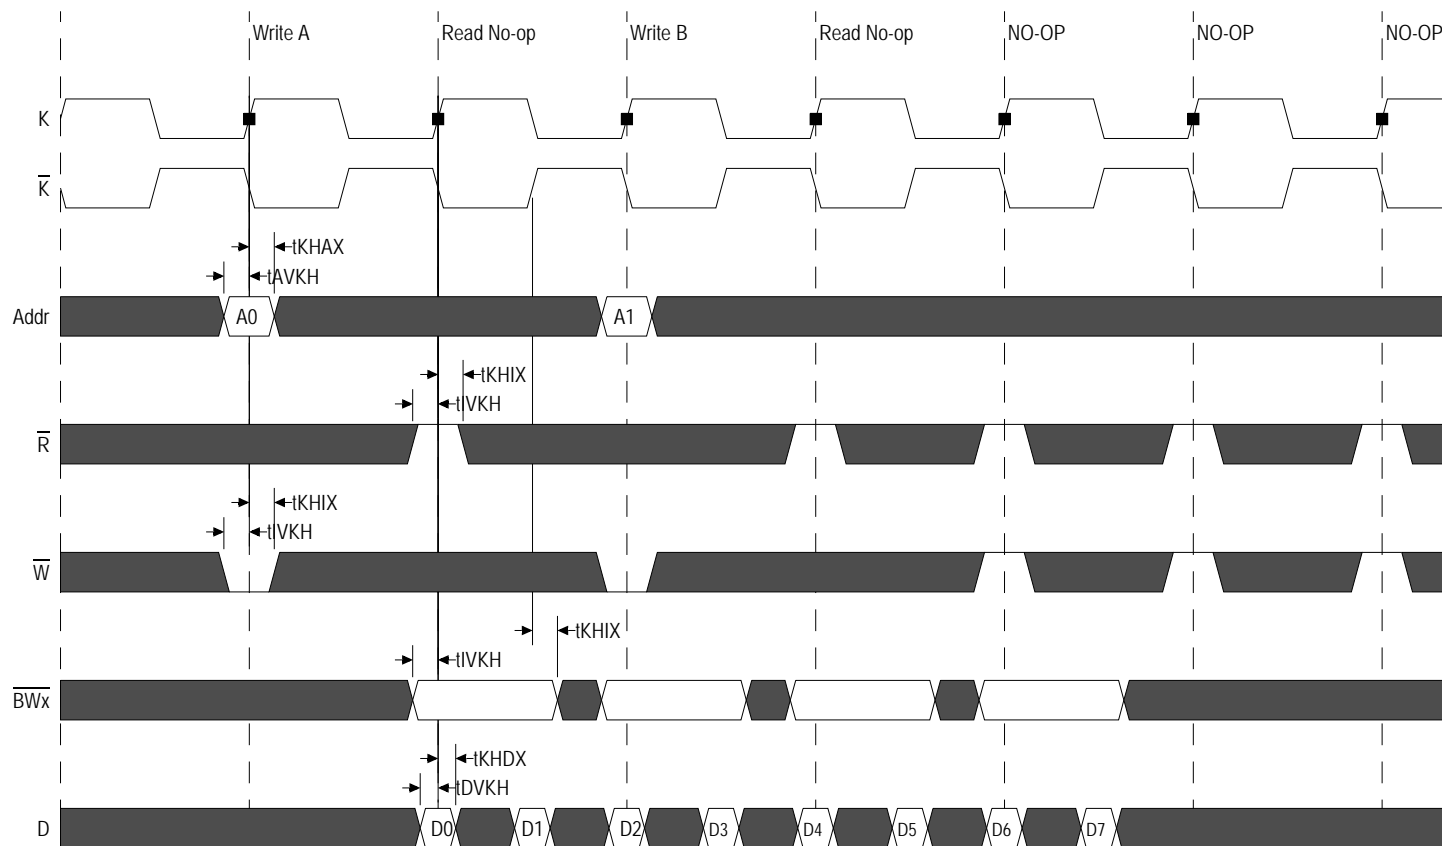 Write A Read No-op Write B Read No-op NO-OP NO-OP NO-OP
K
K̅
tKHAX
tAVKH
Addr A0 A1
tKHIX
tIVKH
R̅
tKHIX
tIVKH
W̅
tKHIX
tIVKH
B̅W̅x̅
tKHDX
tDVKH
D D0 D1 D2 D3 D4 D5 D6 D7